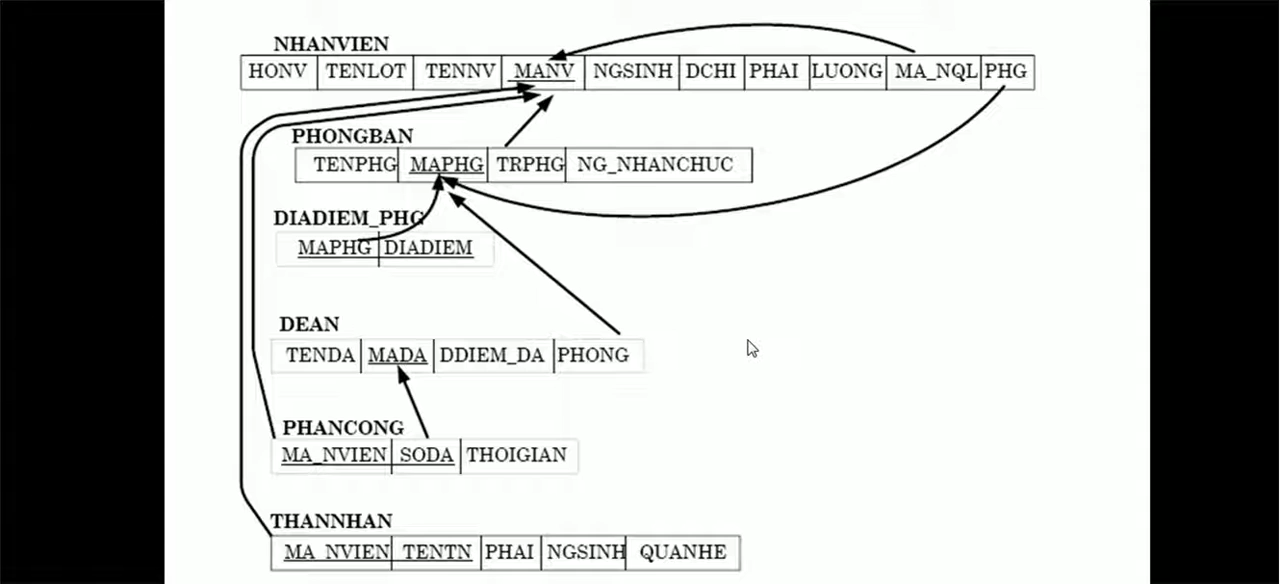 NHANVIEN
HONV TENLOT TENNV MANV NGSINH DCHI PHAI LUONG MA_NQL PHG
PHONGBAN
TENPHG MAPHG TRPHG NG_NHANCHUC
DIADIEM_PHG
MAPHG DIADIEM
DEAN
TENDA MADA DDIEM_DA PHONG
PHANCONG
MA_NVIEN SODA THOIGIAN
THANNHAN
MA_NVIEN TENTN PHAI NGSINH QUANHE